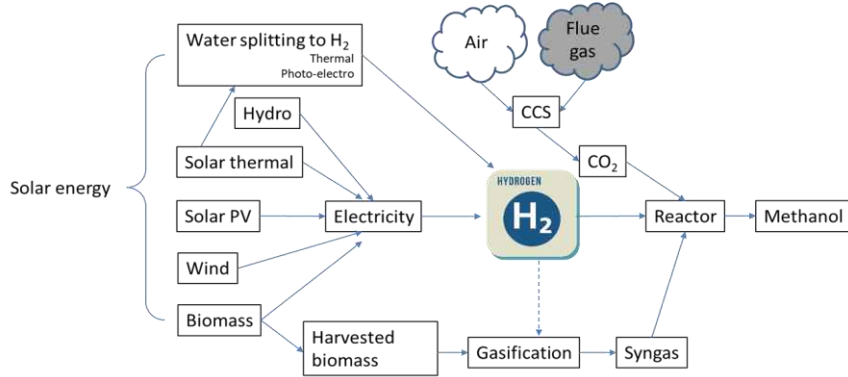 Water splitting to H₂
Thermal
Photo-electro
Air
Flue
gas
Hydro
CCS
Solar thermal
CO₂
Solar energy
HYDROGEN
H₂
Solar PV
Electricity
Reactor
Methanol
Wind
Biomass
Harvested
biomass
Gasification
Syngas